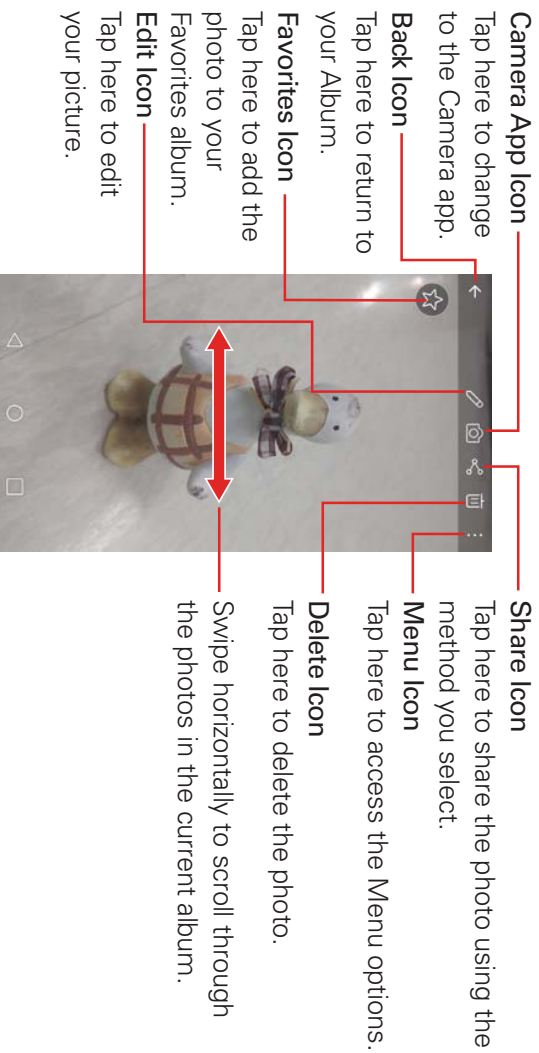 Camera App Icon
Tap here to change
to the Camera app.
Back Icon
Tap here to return to
your Album.
Favorites Icon
Tap here to add the
photo to your
Favorites album.
Edit Icon
Tap here to edit
your picture.
Share Icon
Tap here to share the photo using the
method you select.
Menu Icon
Tap here to access the Menu options.
Delete Icon
Tap here to delete the photo.
Swipe horizontally to scroll through
the photos in the current album.